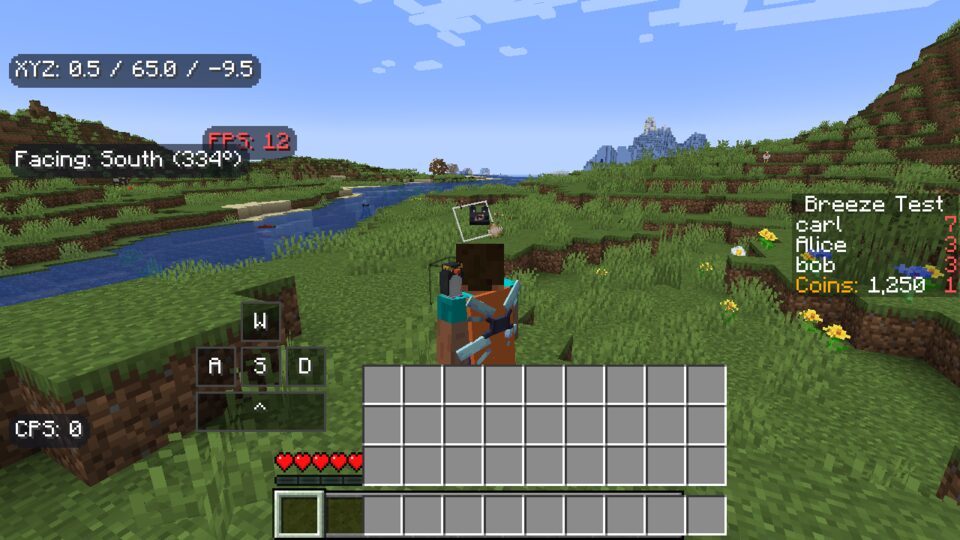 XYZ: 0.5 / 65.0 / -9.5
FPS: 12
Facing: South (334°)
Breeze Test
carl 7
Alice 3
bob 3
Coins: 1,250 1
W
A S D
^
CPS: 0